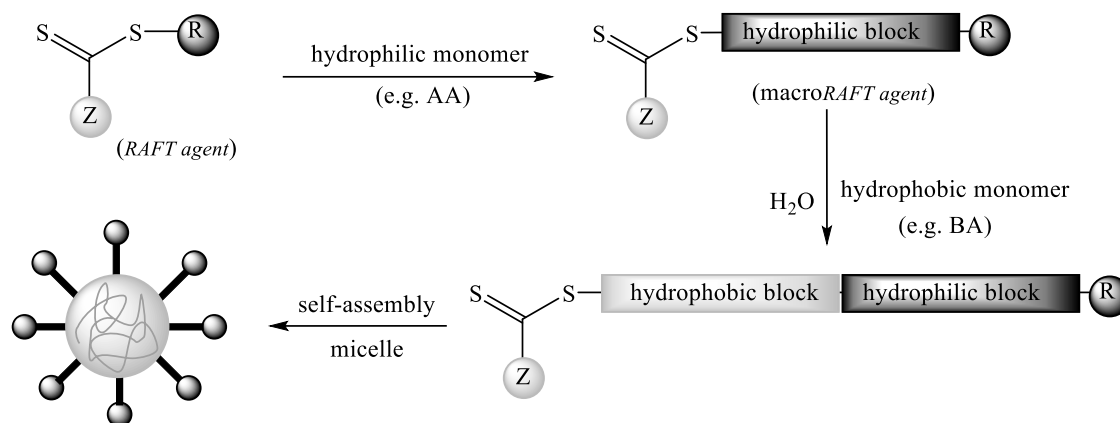 S
S
R
Z
(RAFT agent)
hydrophilic monomer
(e.g. AA)
S
S
hydrophilic block
R
Z
(macroRAFT agent)
H2O
hydrophobic monomer
(e.g. BA)
S
S
hydrophobic block
hydrophilic block
R
Z
self-assembly
micelle